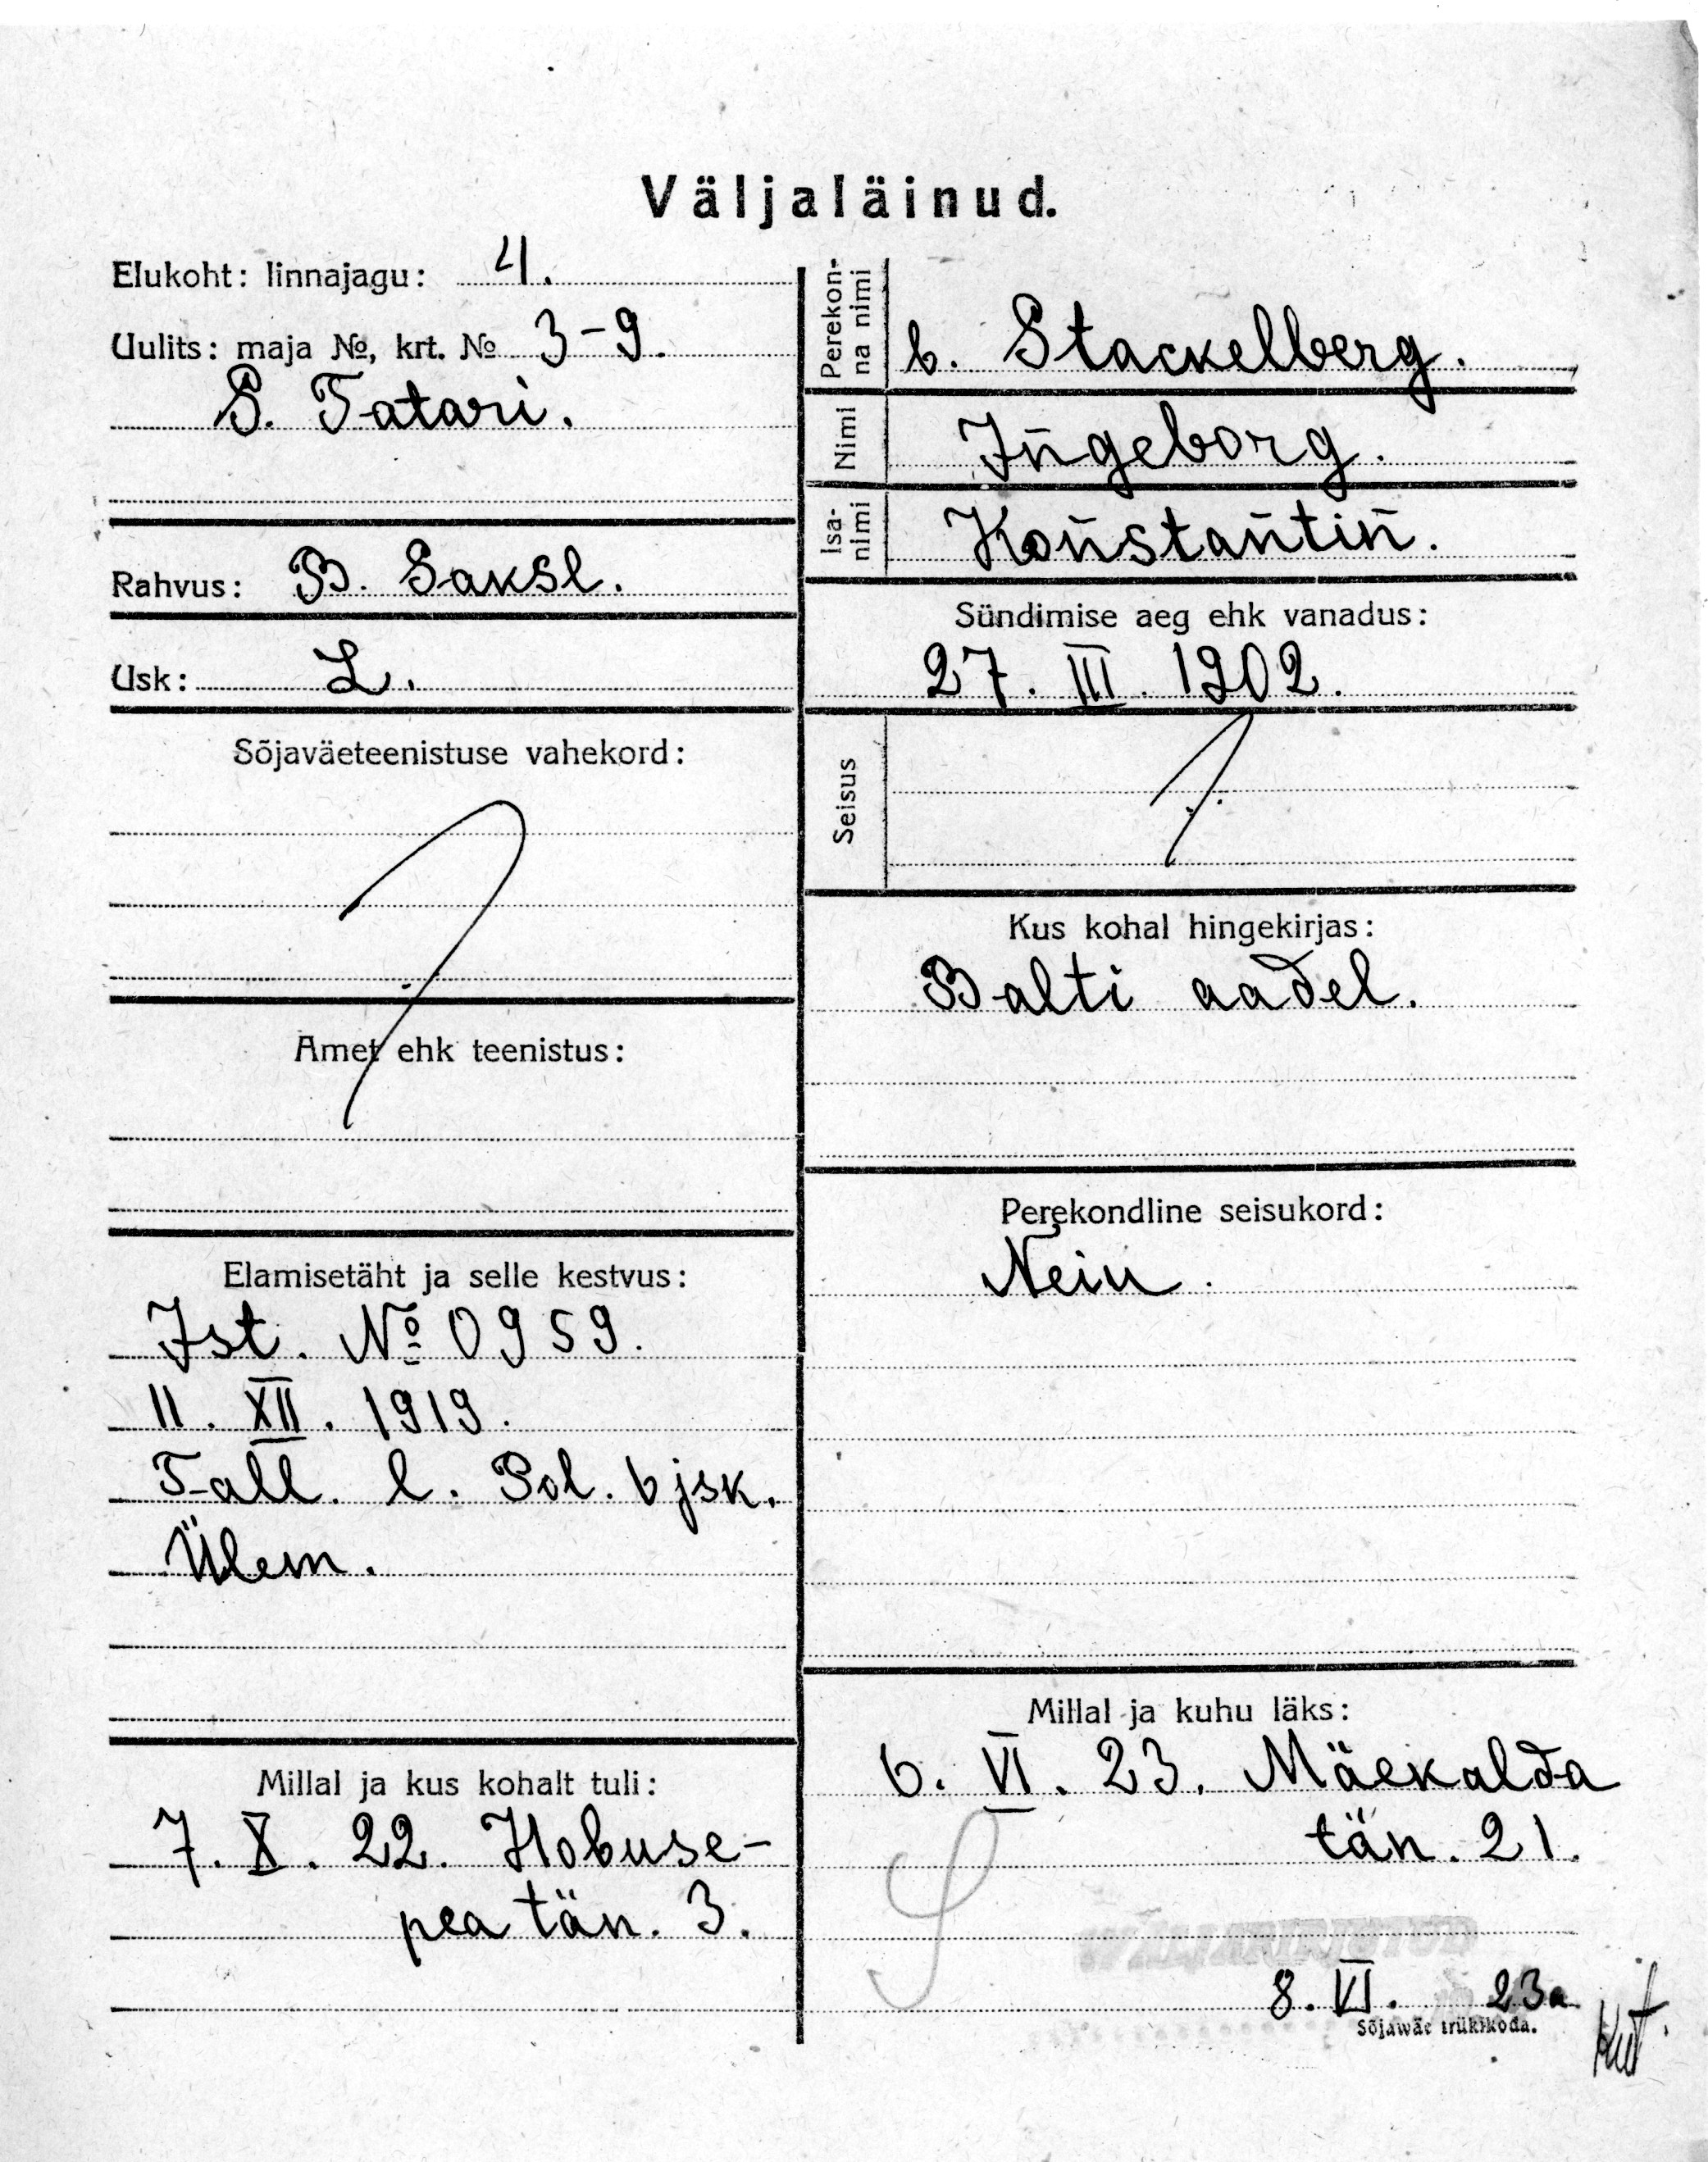 Väljaläinud.
Elukoht: linnajagu: 4.
Uulits: maja №, krt. № 3-9.
S. Tatari.
Rahvus: B. Saksl.
Usk: L.
Sõjaväeteenistuse vahekord:
Amet ehk teenistus:
Elamisetäht ja selle kestvus:
Ist. № 0959.
11. XII. 1919.
Tall. l. Pol. 6 jsk.
Ülem.
Millal ja kus kohalt tuli:
7. X. 22. Hobuse-
pea tän. 3.
Perekon-
na nimi
b. Stackelberg.
Nimi
Ingeborg.
Isa-
nimi
Konstantin.
Sündimise aeg ehk vanadus:
27. III. 1902.
Seisus
Kus kohal hingekirjas:
Balti aadel.
Perekondline seisukord:
Neiu.
Millal ja kuhu läks:
6. VI. 23. Mäekalda
tän. 21.
8. VI. 23a
Sõjawäe trükikoda.